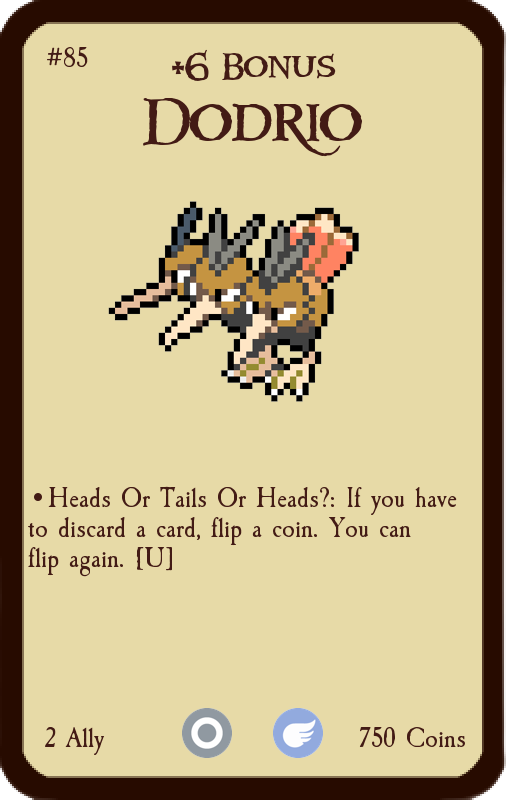 #85
+6 Bonus
Dodrio
•Heads Or Tails Or Heads?: If you have
to discard a card, flip a coin. You can
flip again. [U]
2 Ally
750 Coins